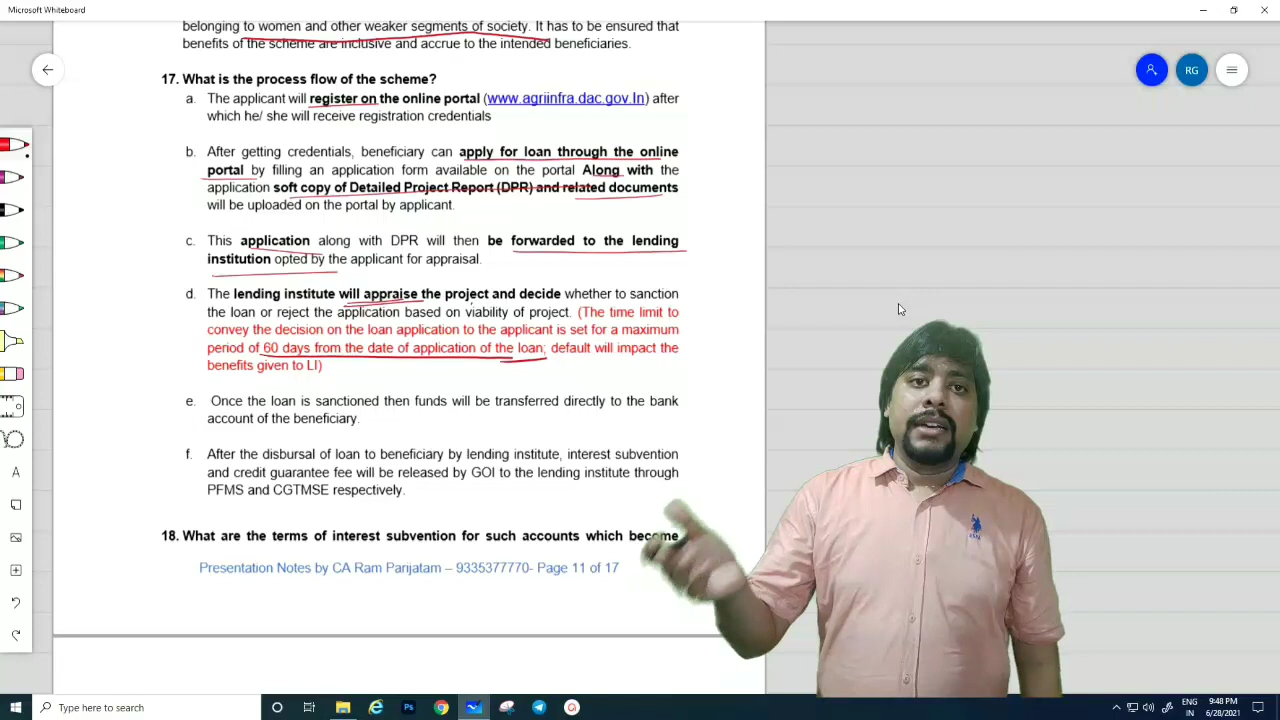 Microsoft Whiteboard
belonging to women and other weaker segments of society. It has to be ensured that
benefits of the scheme are inclusive and accrue to the intended beneficiaries.
RG
17. What is the process flow of the scheme?
a. The applicant will register on the online portal (www.agriinfra.dac.gov.In) after
which he/ she will receive registration credentials
b. After getting credentials, beneficiary can apply for loan through the online
portal by filling an application form available on the portal Along with the
application soft copy of Detailed Project Report (DPR) and related documents
will be uploaded on the portal by applicant.
c. This application along with DPR will then be forwarded to the lending
institution opted by the applicant for appraisal.
d. The lending institute will appraise the project and decide whether to sanction
the loan or reject the application based on viability of project. (The time limit to
convey the decision on the loan application to the applicant is set for a maximum
period of 60 days from the date of application of the loan; default will impact the
benefits given to LI)
e. Once the loan is sanctioned then funds will be transferred directly to the bank
account of the beneficiary.
f. After the disbursal of loan to beneficiary by lending institute, interest subvention
and credit guarantee fee will be released by GOI to the lending institute through
PFMS and CGTMSE respectively.
18. What are the terms of interest subvention for such accounts which become
Presentation Notes by CA Ram Parijatam – 9335377770- Page 11 of 17
Type here to search
ENG
IN
9:48 PM
6/28/2021